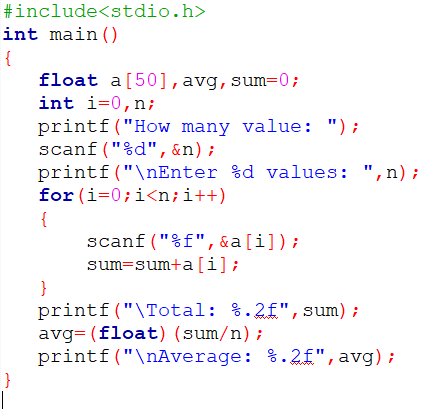 #include<stdio.h>
int main()
{
float a[50],avg,sum=0;
int i=0,n;
printf("How many value: ");
scanf("%d",&n);
printf("\nEnter %d values: ",n);
for(i=0;i<n;i++)
{
scanf("%f",&a[i]);
sum=sum+a[i];
}
printf("\Total: %.2f",sum);
avg=(float)(sum/n);
printf("\nAverage: %.2f",avg);
}